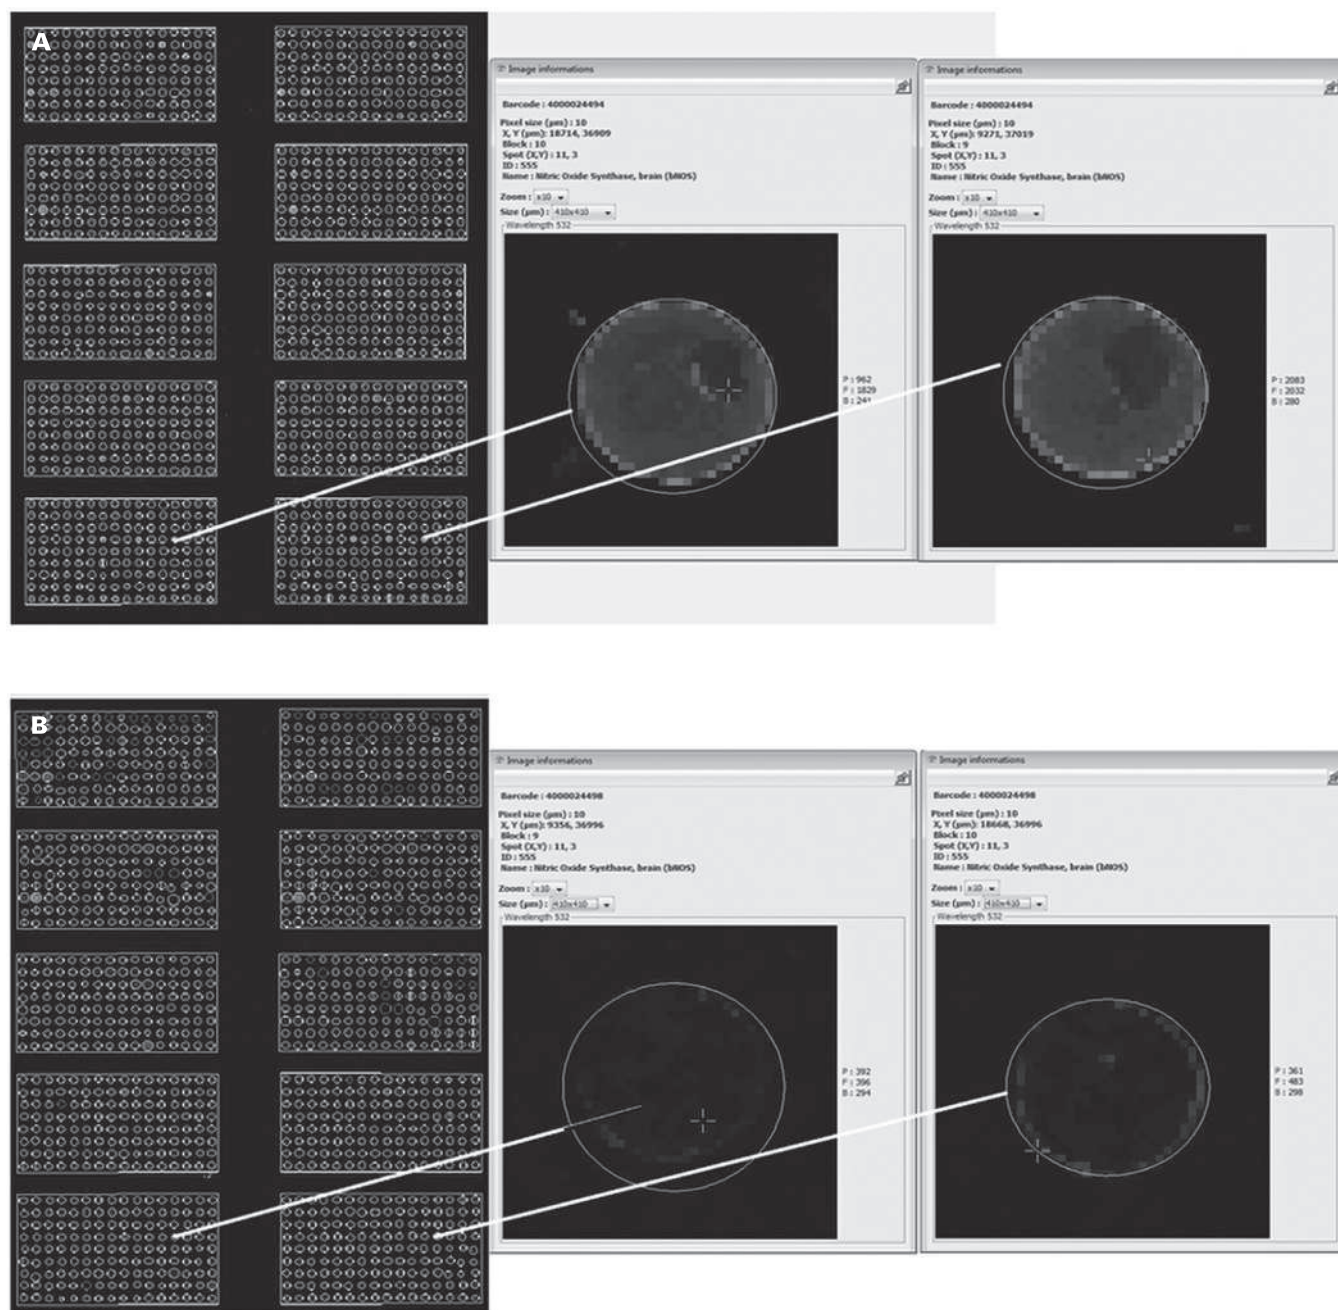 A
Image informations
Barcode : 4000024494
Pixel size (µm) : 10
X, Y (µm): 18714, 36909
Block : 10
Spot (X,Y) : 11, 3
ID : 555
Name : Nitric Oxide Synthase, brain (bNOS)
Zoom : x10
Size (µm) : 410x410
Wavelength 532
P : 962
F : 1829
B : 241
Image informations
Barcode : 4000024494
Pixel size (µm) : 10
X, Y (µm): 9271, 37019
Block : 9
Spot (X,Y) : 11, 3
ID : 555
Name : Nitric Oxide Synthase, brain (bNOS)
Zoom : x10
Size (µm) : 410x410
Wavelength 532
P : 2083
F : 2032
B : 280
B
Image informations
Barcode : 4000024498
Pixel size (µm) : 10
X, Y (µm): 9356, 36996
Block : 9
Spot (X,Y) : 11, 3
ID : 555
Name : Nitric Oxide Synthase, brain (bNOS)
Zoom : x10
Size (µm) : 410x410
Wavelength 532
P : 392
F : 396
B : 294
Image informations
Barcode : 4000024498
Pixel size (µm) : 10
X, Y (µm): 18668, 36996
Block : 10
Spot (X,Y) : 11, 3
ID : 555
Name : Nitric Oxide Synthase, brain (bNOS)
Zoom : x10
Size (µm) : 410x410
Wavelength 532
P : 361
F : 483
B : 298